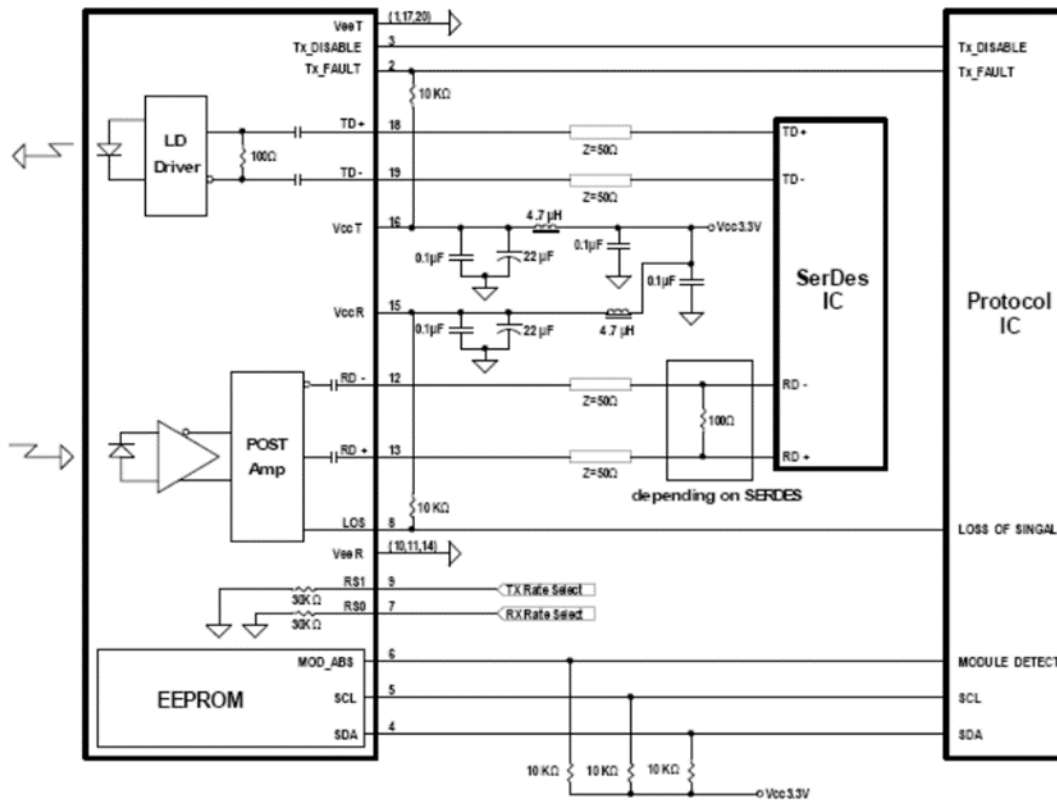 VeeT
(1,17,20)
Tx_DISABLE
3
Tx_DISABLE
Tx_FAULT
2
Tx_FAULT
10 KΩ
LD
Driver
100Ω
TD+
18
Z=50Ω
TD+
TD-
19
Z=50Ω
TD-
VccT
16
4.7 µH
Vcc3.3V
0.1µF
22 µF
0.1µF
0.1µF
SerDes
IC
Protocol
IC
VccR
15
0.1µF
22 µF
4.7 µH
POST
Amp
RD -
12
Z=50Ω
RD -
100Ω
RD +
13
Z=50Ω
RD +
depending on SERDES
10 KΩ
LOS
8
LOSS OF SINGAL
VeeR
(10,11,14)
RS1
9
TX Rate Select
30KΩ
RS0
7
RX Rate Select
30KΩ
EEPROM
MOD_ABS
6
MODULE DETECT
SCL
5
SCL
SDA
4
SDA
10 KΩ
10 KΩ
10 KΩ
Vcc3.3V